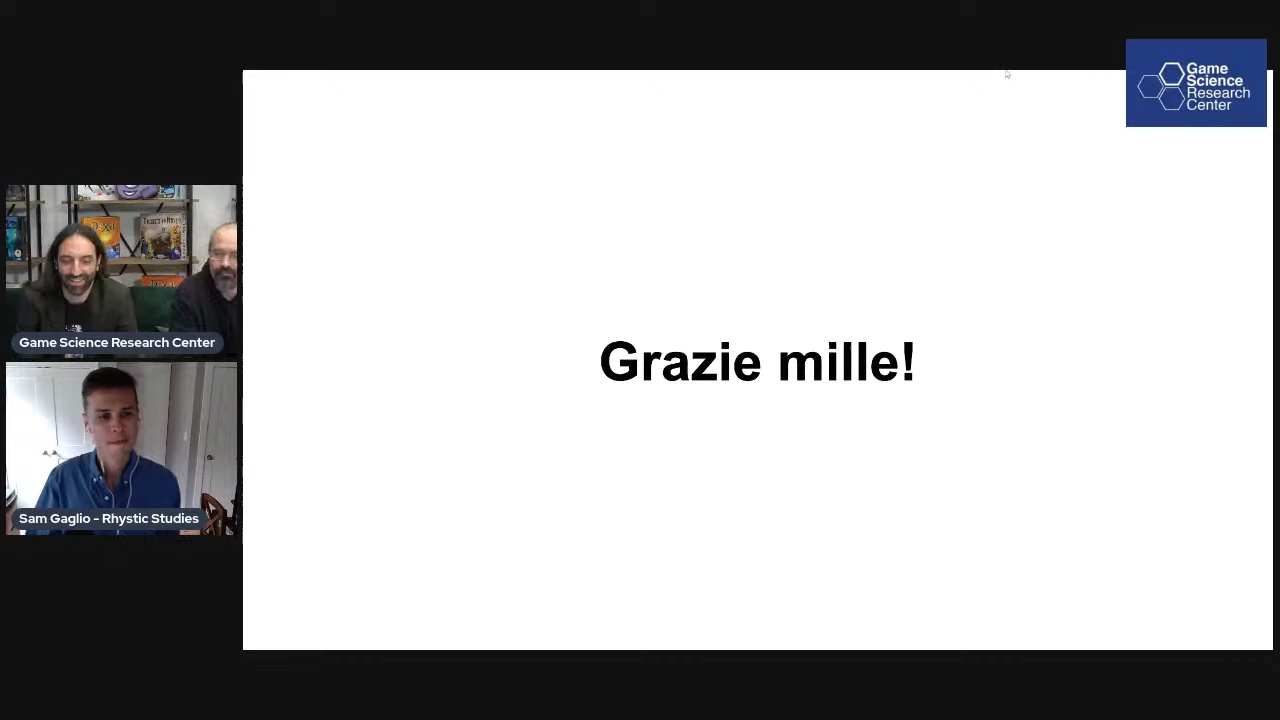 Game
Science
Research
Center
Grazie mille!
Game Science Research Center
Sam Gaglio - Rhystic Studies